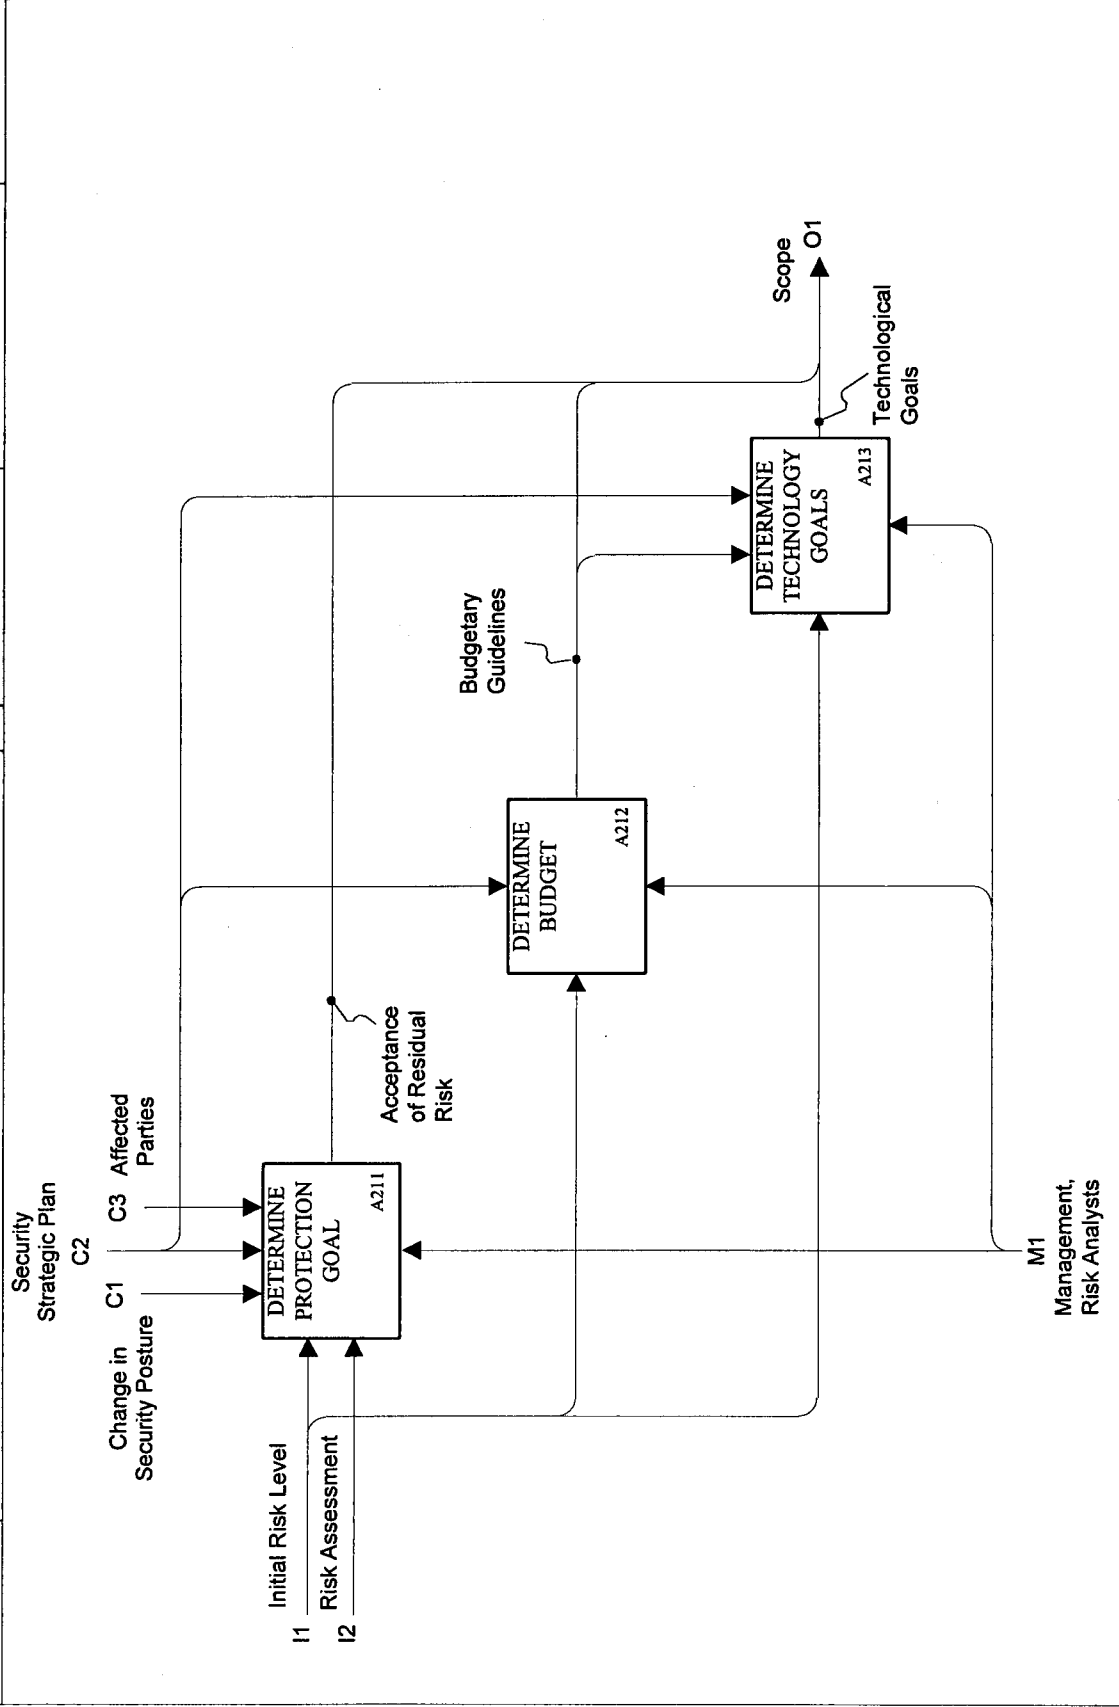 Security
Strategic Plan
C2
Change in
Security Posture
C1
C3
Affected
Parties
Initial Risk Level
I1
Risk Assessment
I2
DETERMINE
PROTECTION
GOAL
A211
Acceptance
of Residual
Risk
DETERMINE
BUDGET
A212
Budgetary
Guidelines
DETERMINE
TECHNOLOGY
GOALS
A213
Technological
Goals
Scope
O1
M1
Management,
Risk Analysts